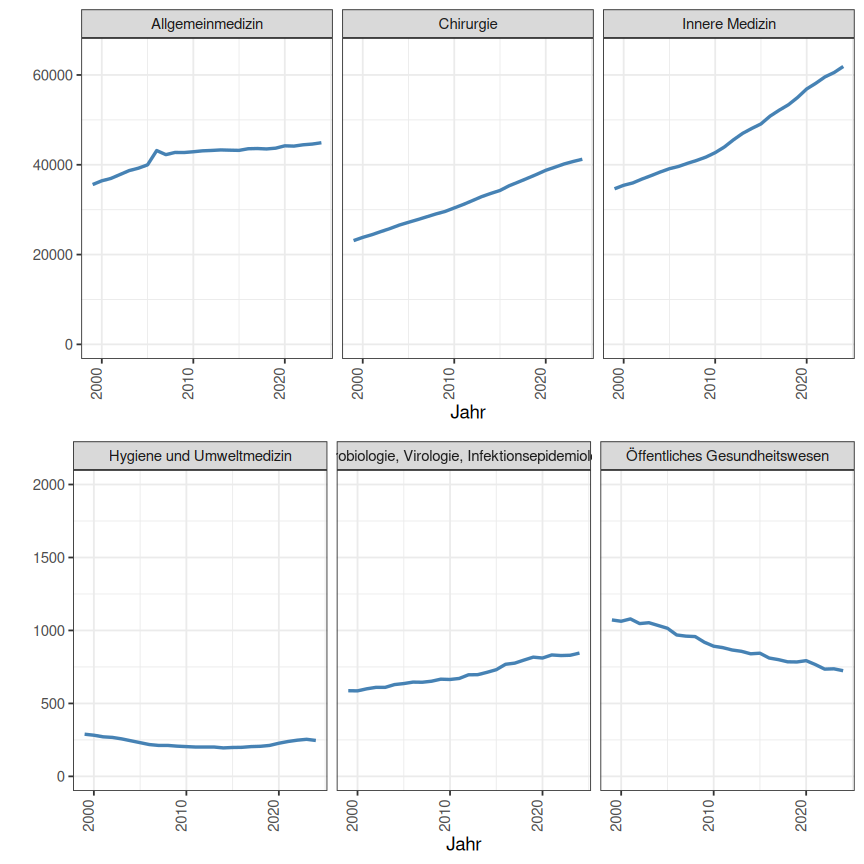 Allgemeinmedizin Chirurgie Innere Medizin
60000
40000
20000
0
2000 2010 2020 2000 2010 2020 2000 2010 2020
Jahr
Hygiene und Umweltmedizin robiologie, Virologie, Infektionsepidemiol Öffentliches Gesundheitswesen
2000
1500
1000
500
0
2000 2010 2020 2000 2010 2020 2000 2010 2020
Jahr